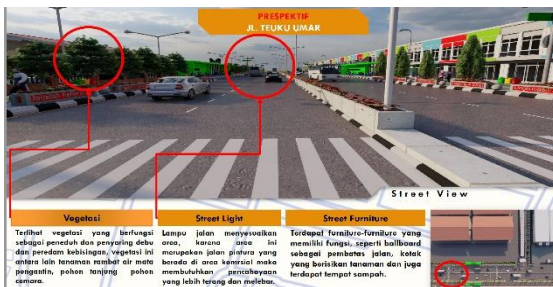 PRESPEKTIF
JL. TEUKU UMAR
Street View
Vegetasi
Terlihat vegetasi yang berfungsi
sebagai peneduh dan penyaring debu
dan peredam kebisingan, vegetasi ini
antara lain tanaman rambat air mata
pengantin, pohon tanjung pohon
cemara.
Street Light
Lampu jalan menyesuaikan
area, karena area ini
merupakan jalan pintura yang
berada di area komrsial maka
membutuhkan pencahayaan
yang lebih terang dan melebar.
Street Furniture
Terdapat furniture-furniture yang
memiliki fungsi, seperti ballboard
sebagai pembatas jalan, kotak
yang berisikan tanaman dan juga
terdapat tempat sampah.